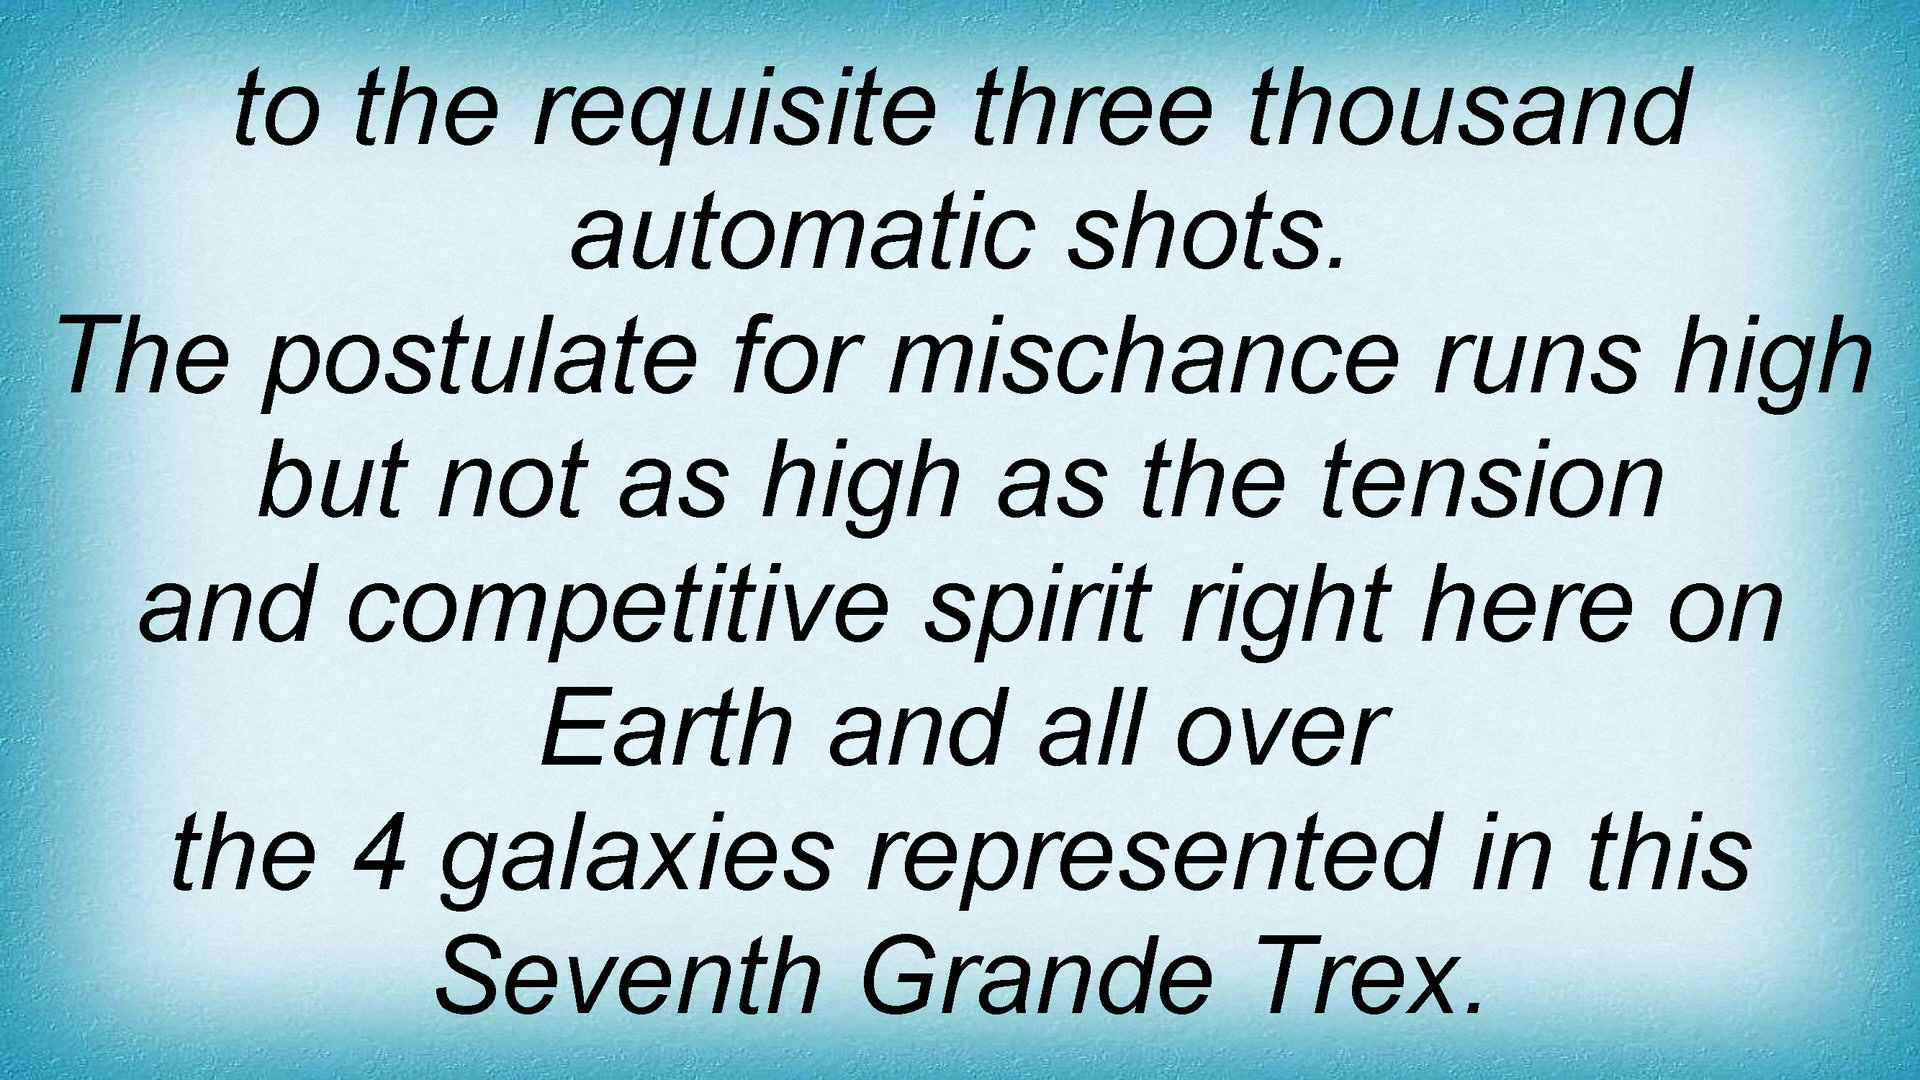 to the requisite three thousand
automatic shots.
The postulate for mischance runs high
but not as high as the tension
and competitive spirit right here on
Earth and all over
the 4 galaxies represented in this
Seventh Grande Trex.